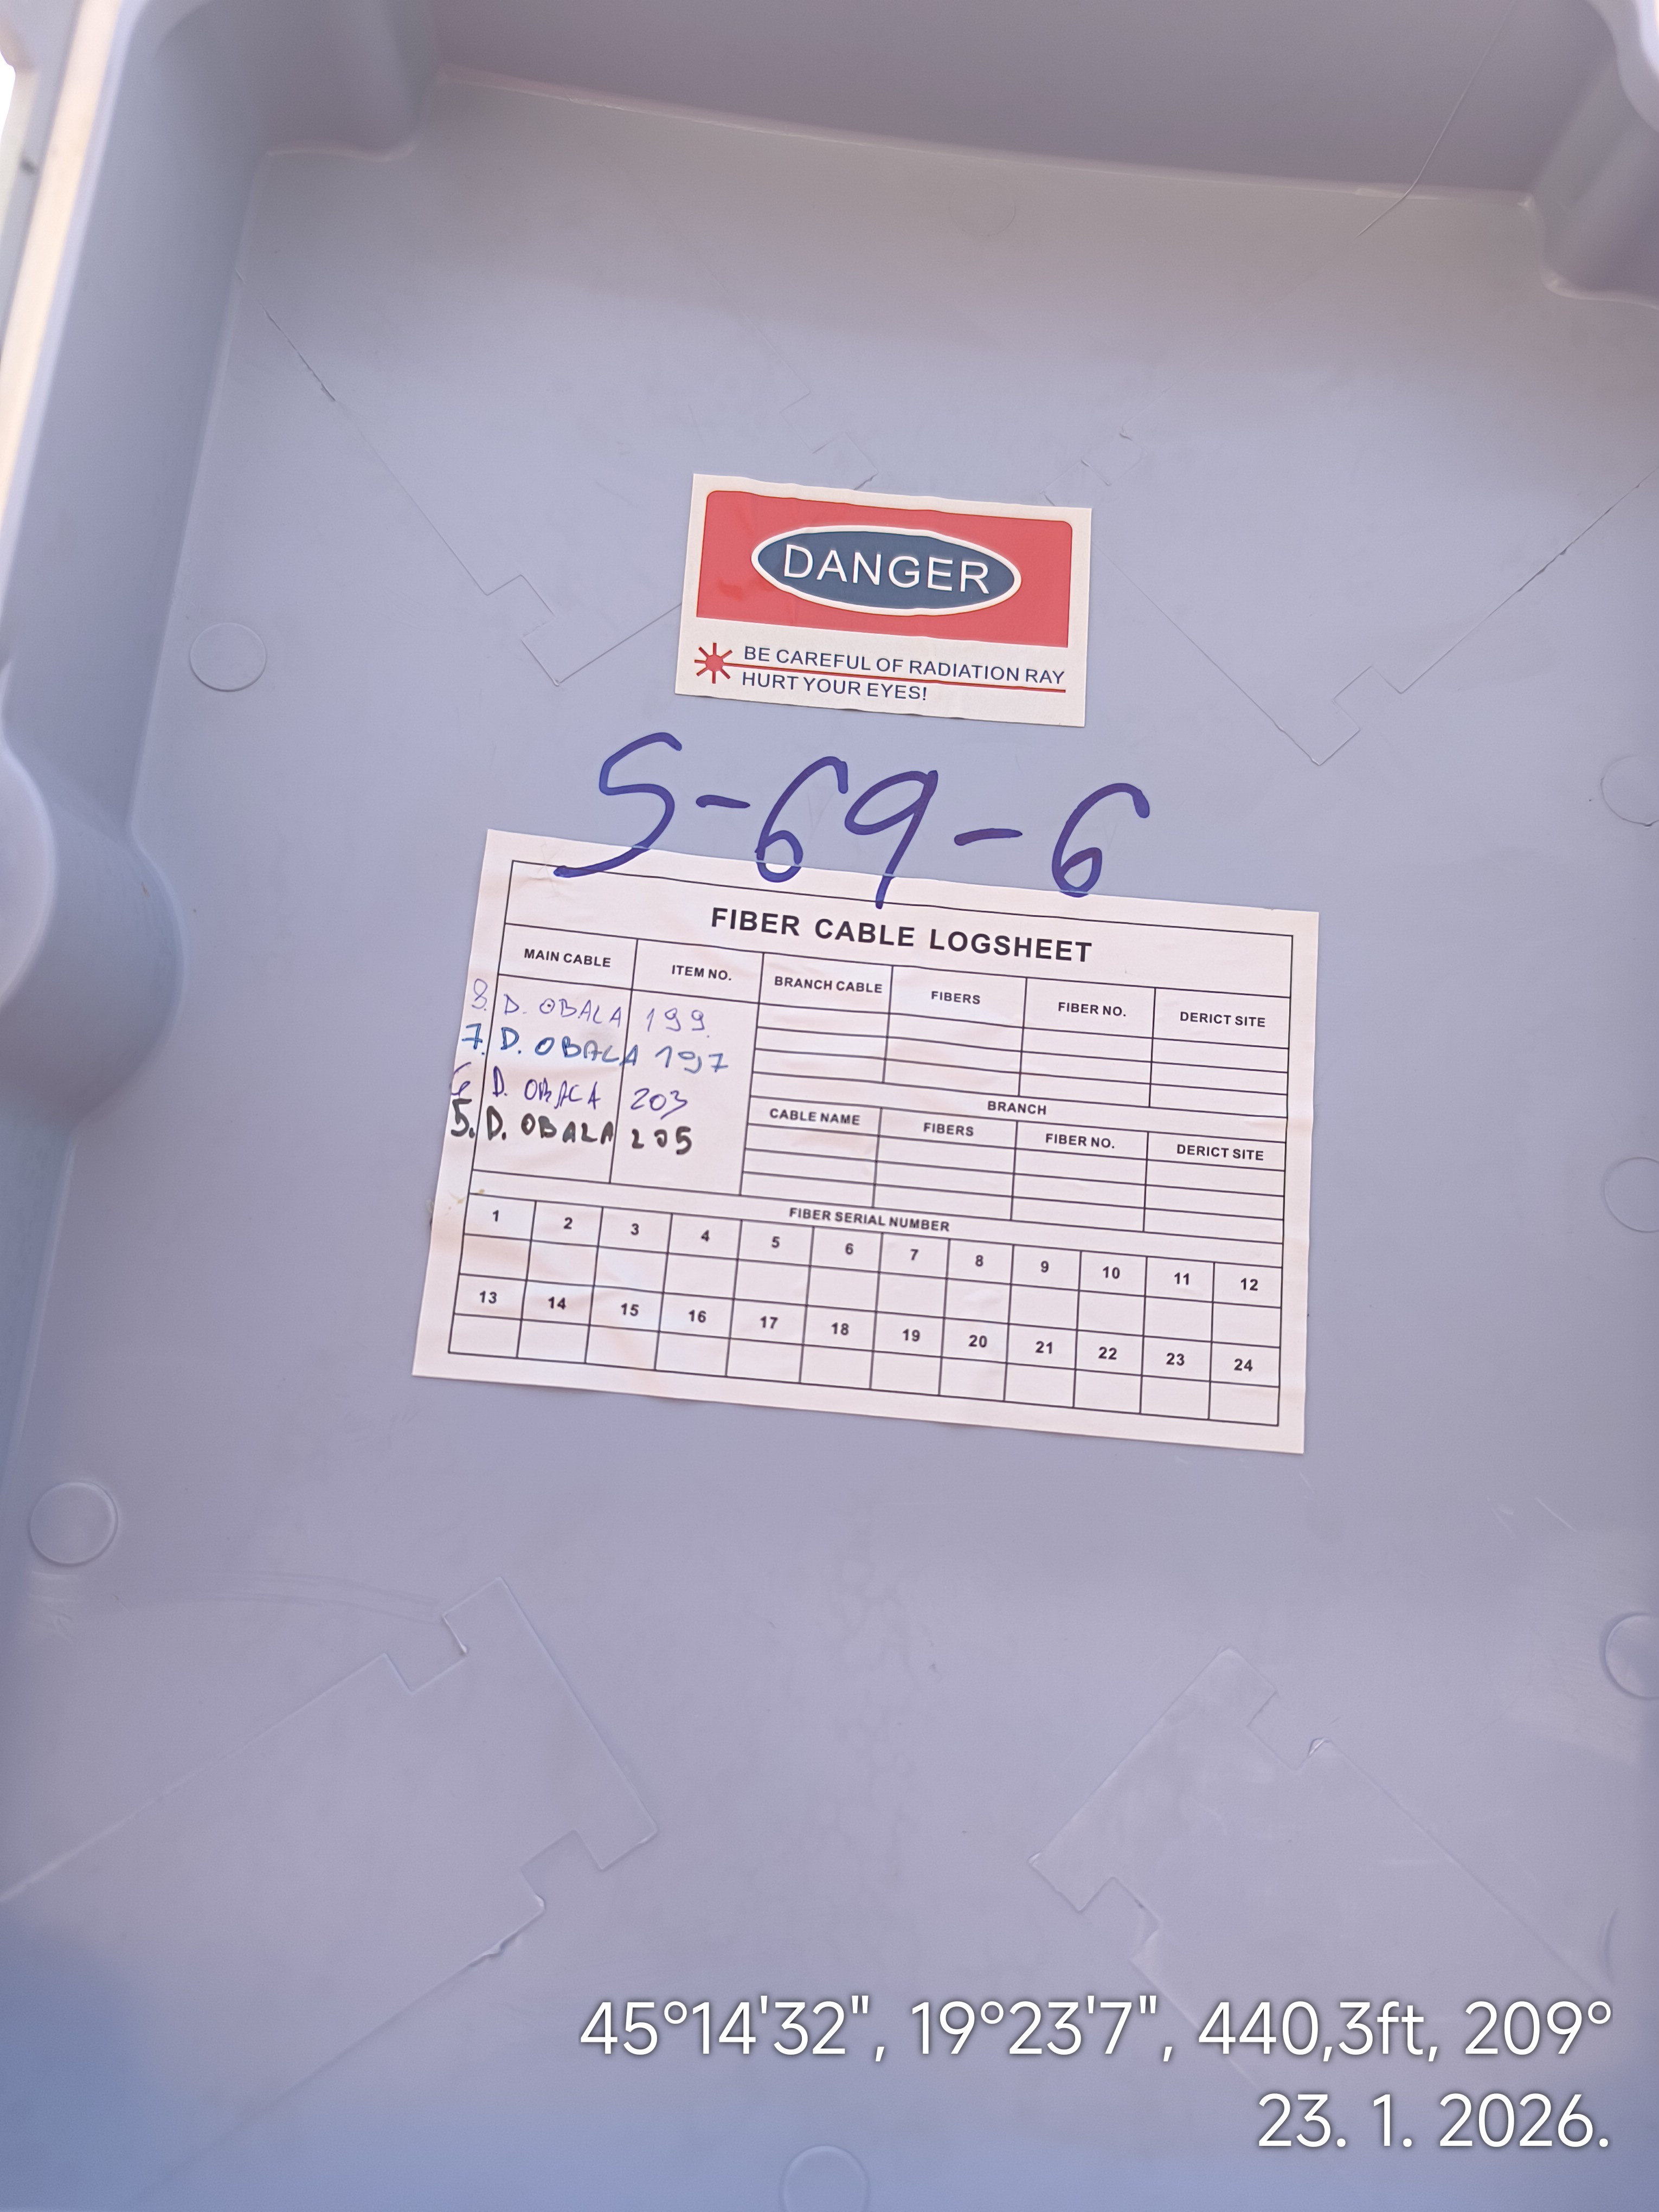 DANGER
BE CAREFUL OF RADIATION RAY
HURT YOUR EYES!
S-69-6
FIBER CABLE LOGSHEET
MAIN CABLE ITEM NO. BRANCH CABLE FIBERS FIBER NO. DERICT SITE
8. D. OBALA 199
7. D. OBALA 197
6 D. OBALA 203
5. D. OBALA 205
BRANCH
CABLE NAME FIBERS FIBER NO. DERICT SITE
FIBER SERIAL NUMBER
1 2 3 4 5 6 7 8 9 10 11 12
13 14 15 16 17 18 19 20 21 22 23 24
45°14'32", 19°23'7", 440,3ft, 209°
23. 1. 2026.